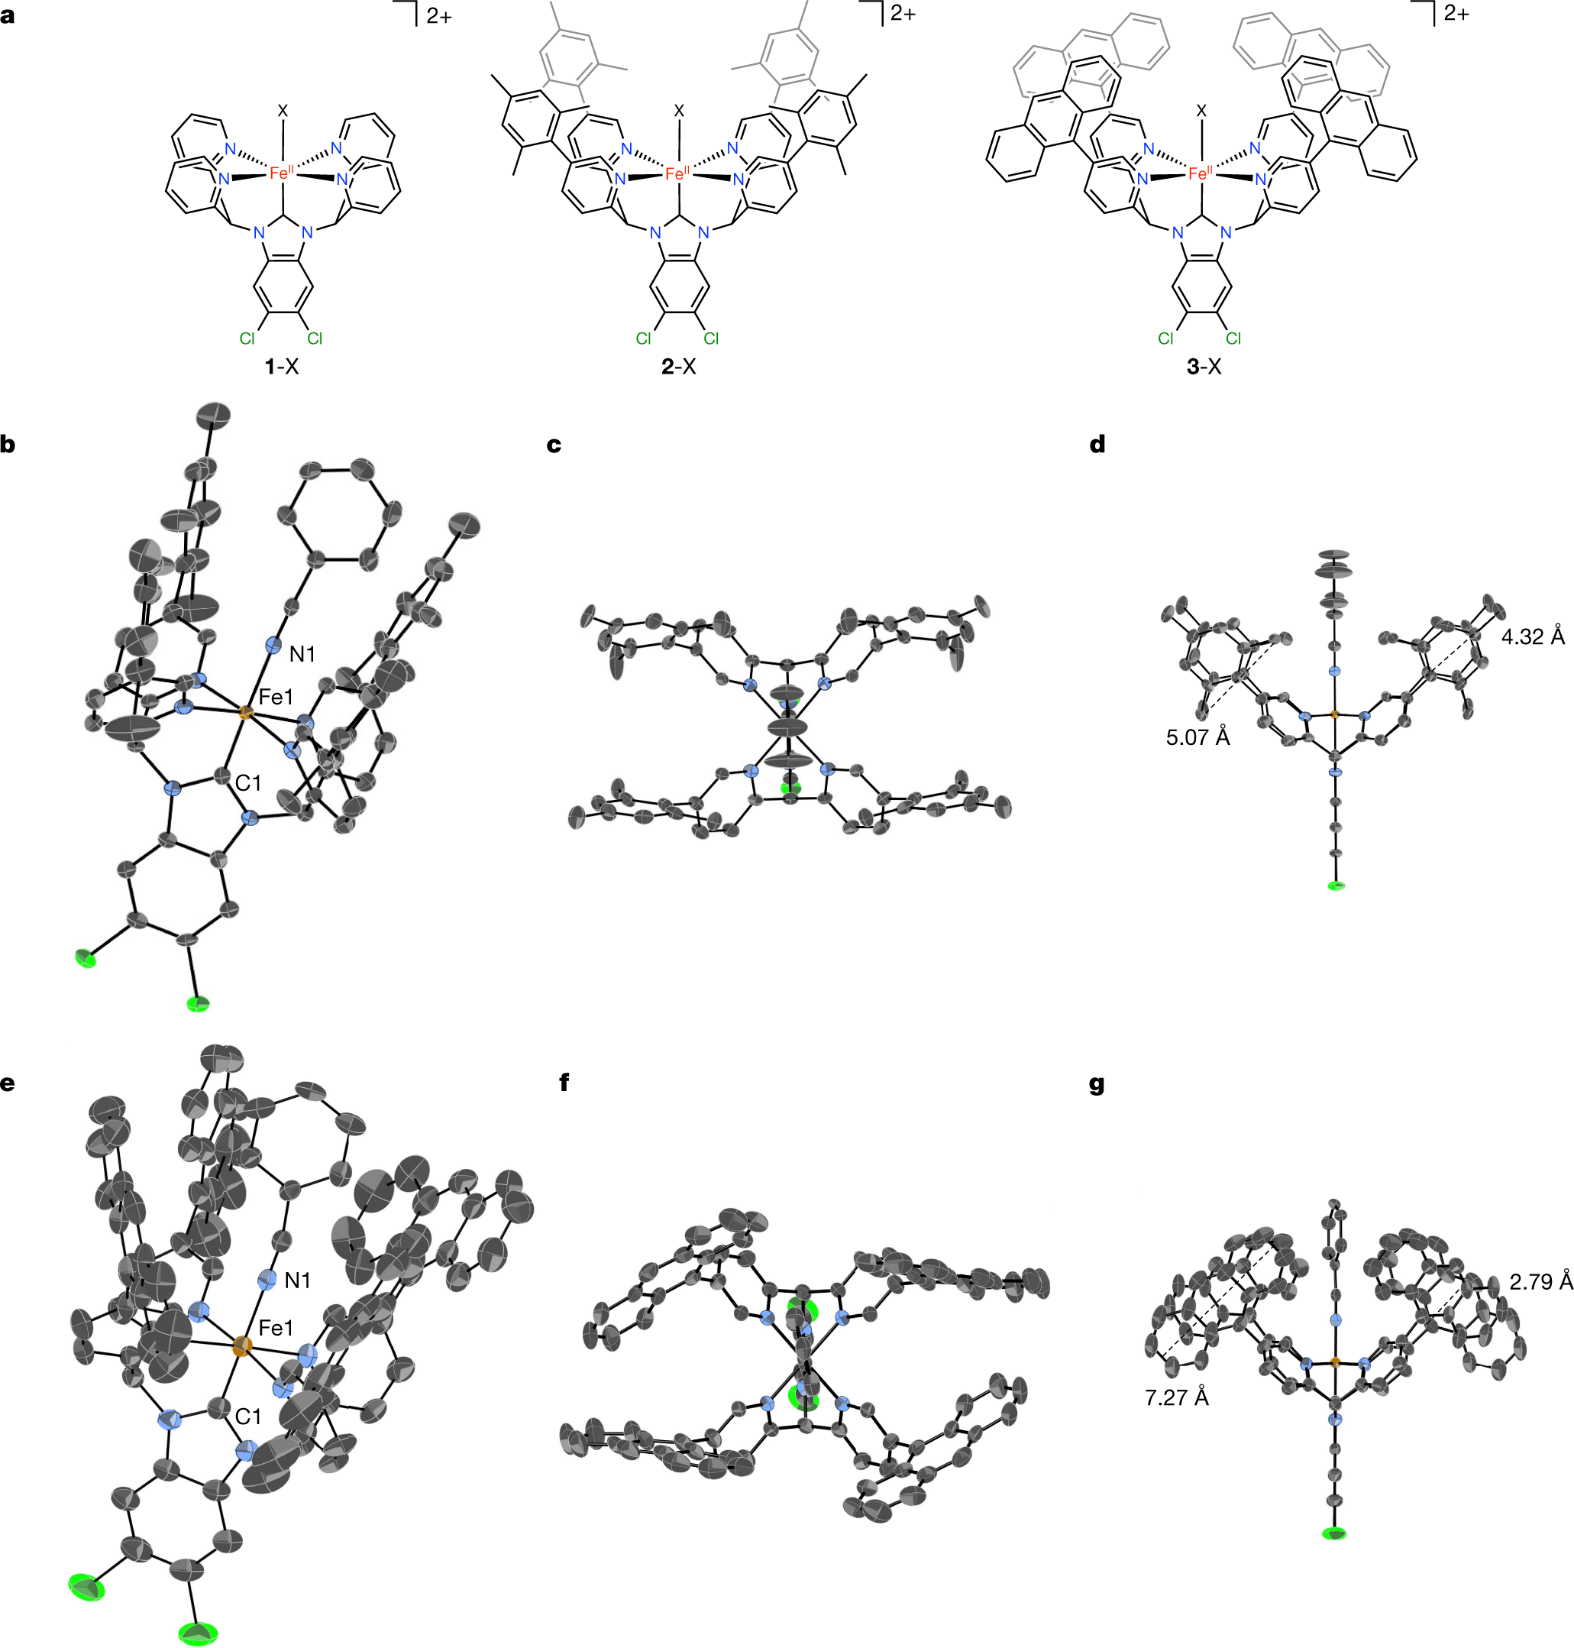 a
2+
2+
2+
X
X
X
N
N
N
N
N
N
Fe^II
Fe^II
Fe^II
N
N
N
N
N
N
N
N
N
N
N
N
Cl
Cl
Cl
Cl
Cl
Cl
1-X
2-X
3-X
b
c
d
N1
Fe1
C1
4.32 Å
5.07 Å
e
f
g
N1
Fe1
C1
2.79 Å
7.27 Å